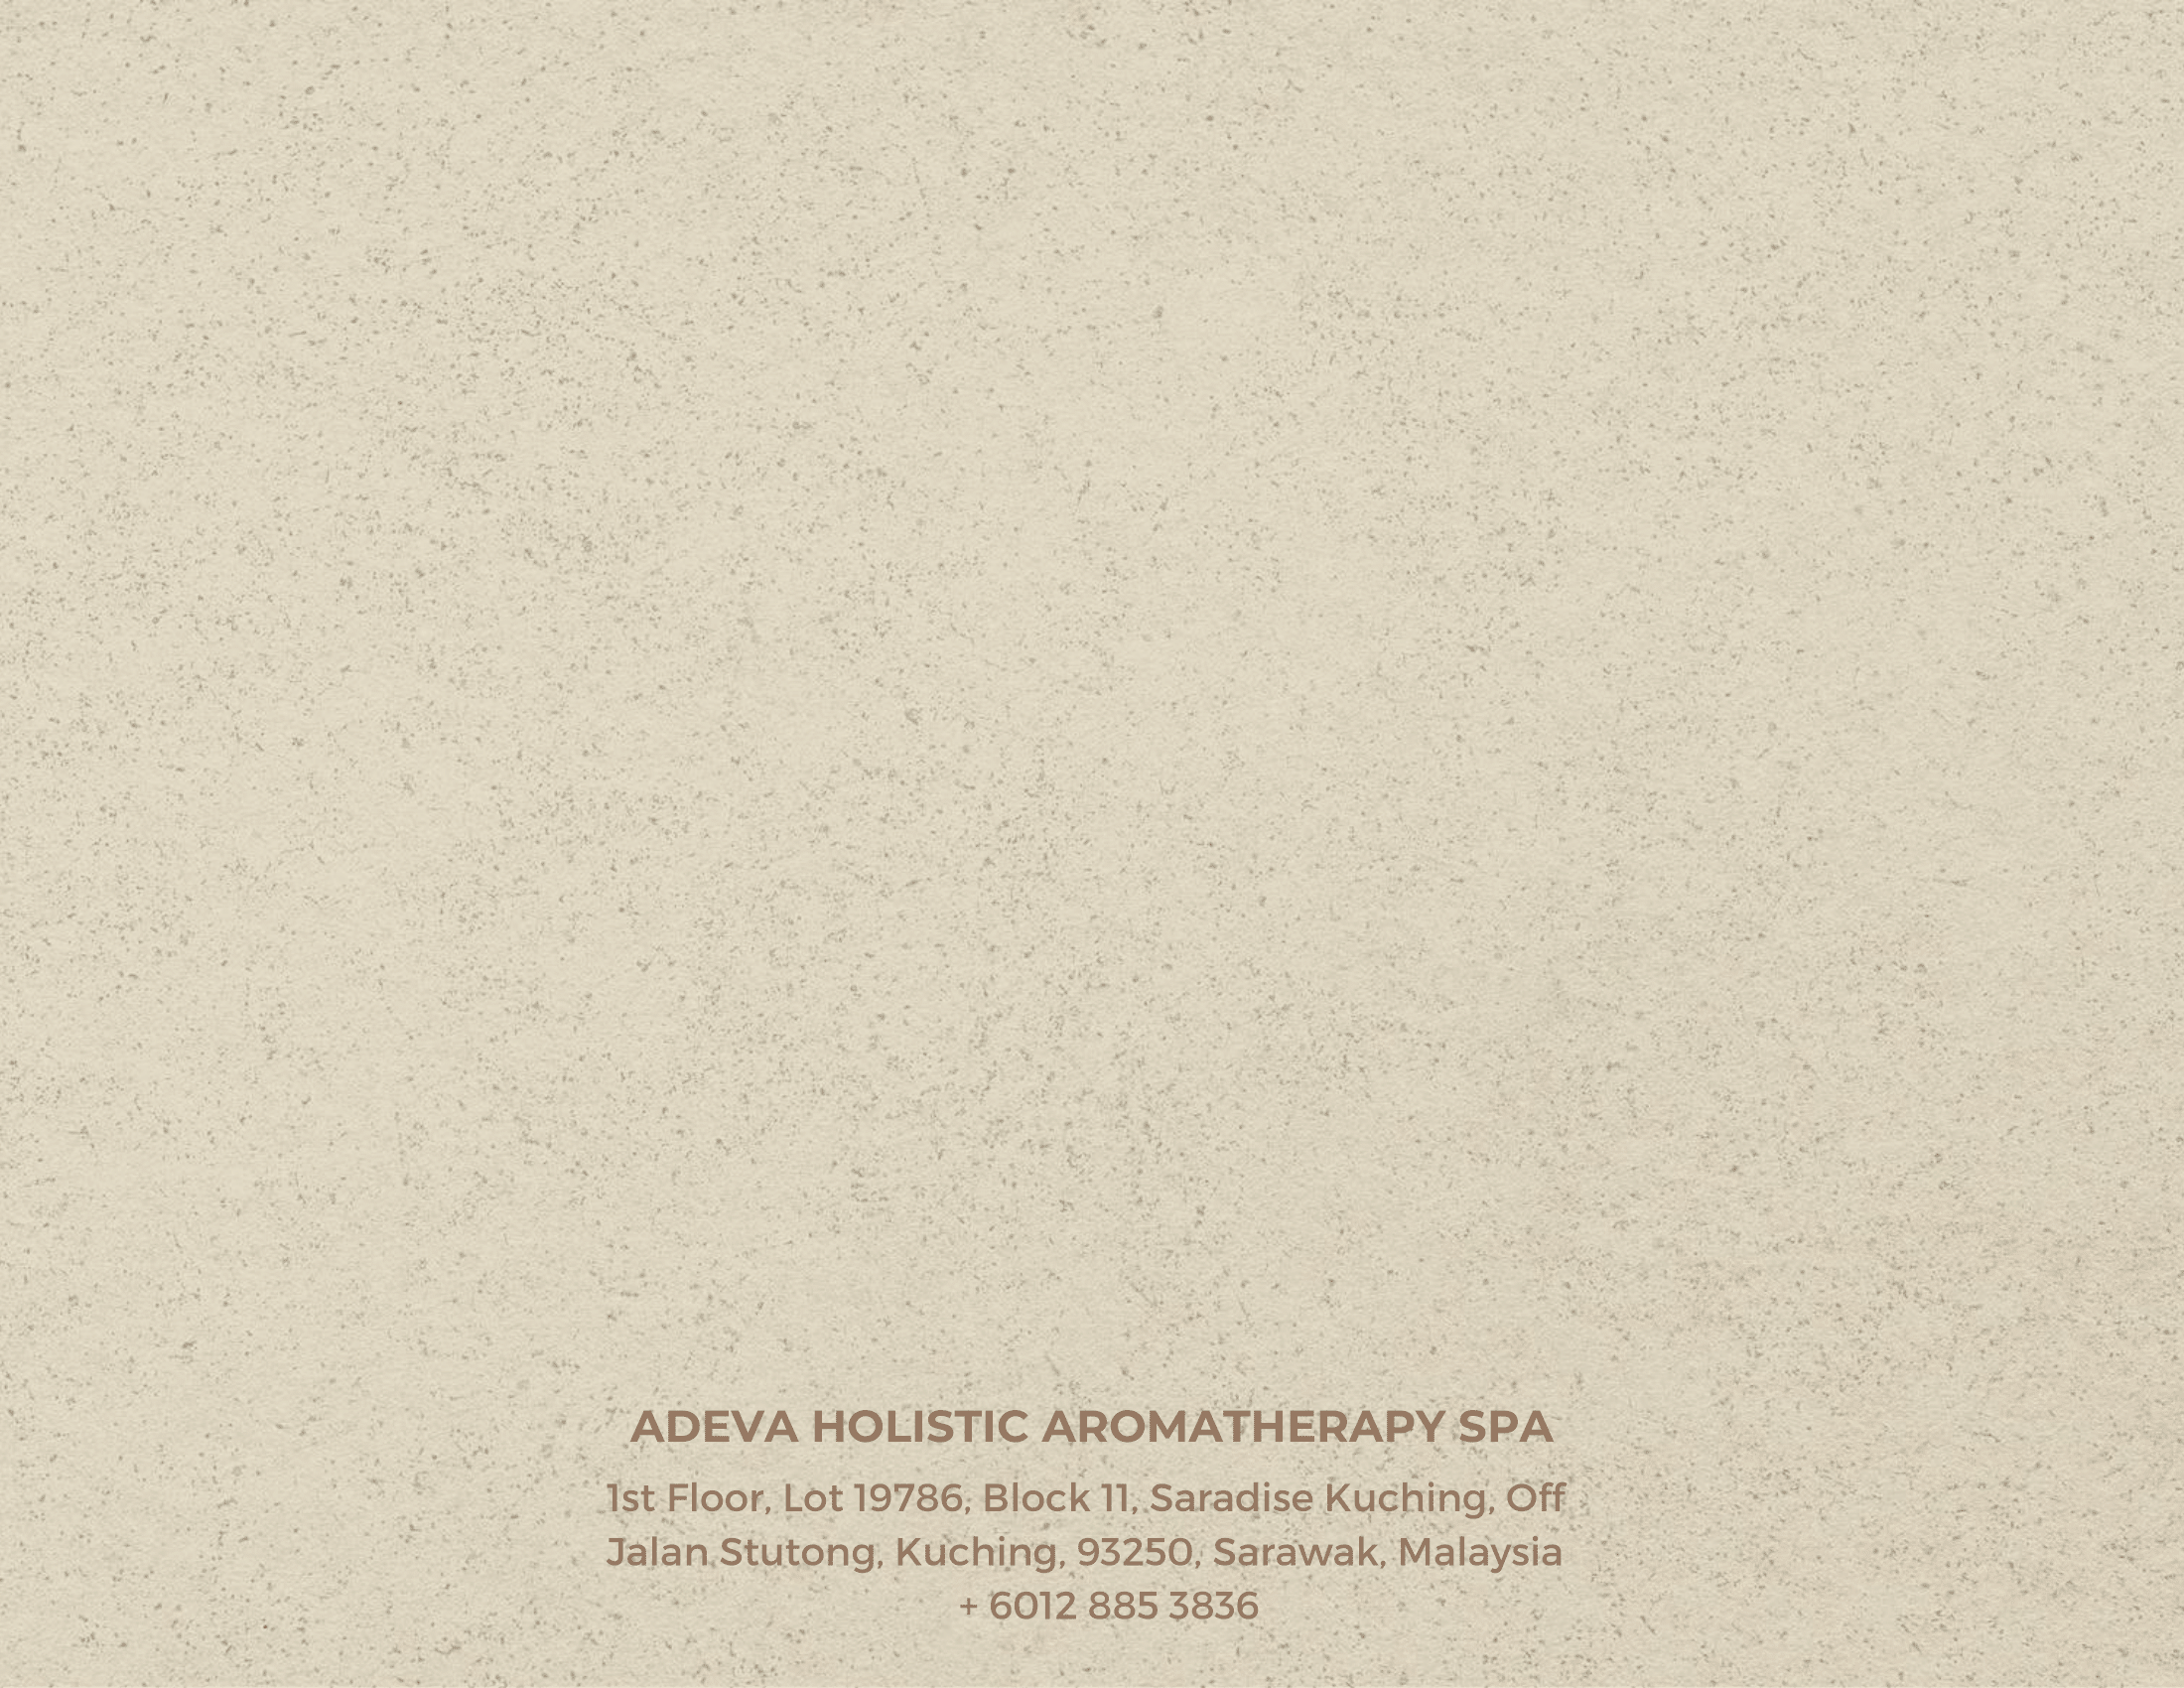 ADEVA HOLISTIC AROMATHERAPY SPA
1st Floor, Lot 19786, Block 11, Saradise Kuching, Off
Jalan Stutong, Kuching, 93250, Sarawak, Malaysia
+ 6012 885 3836